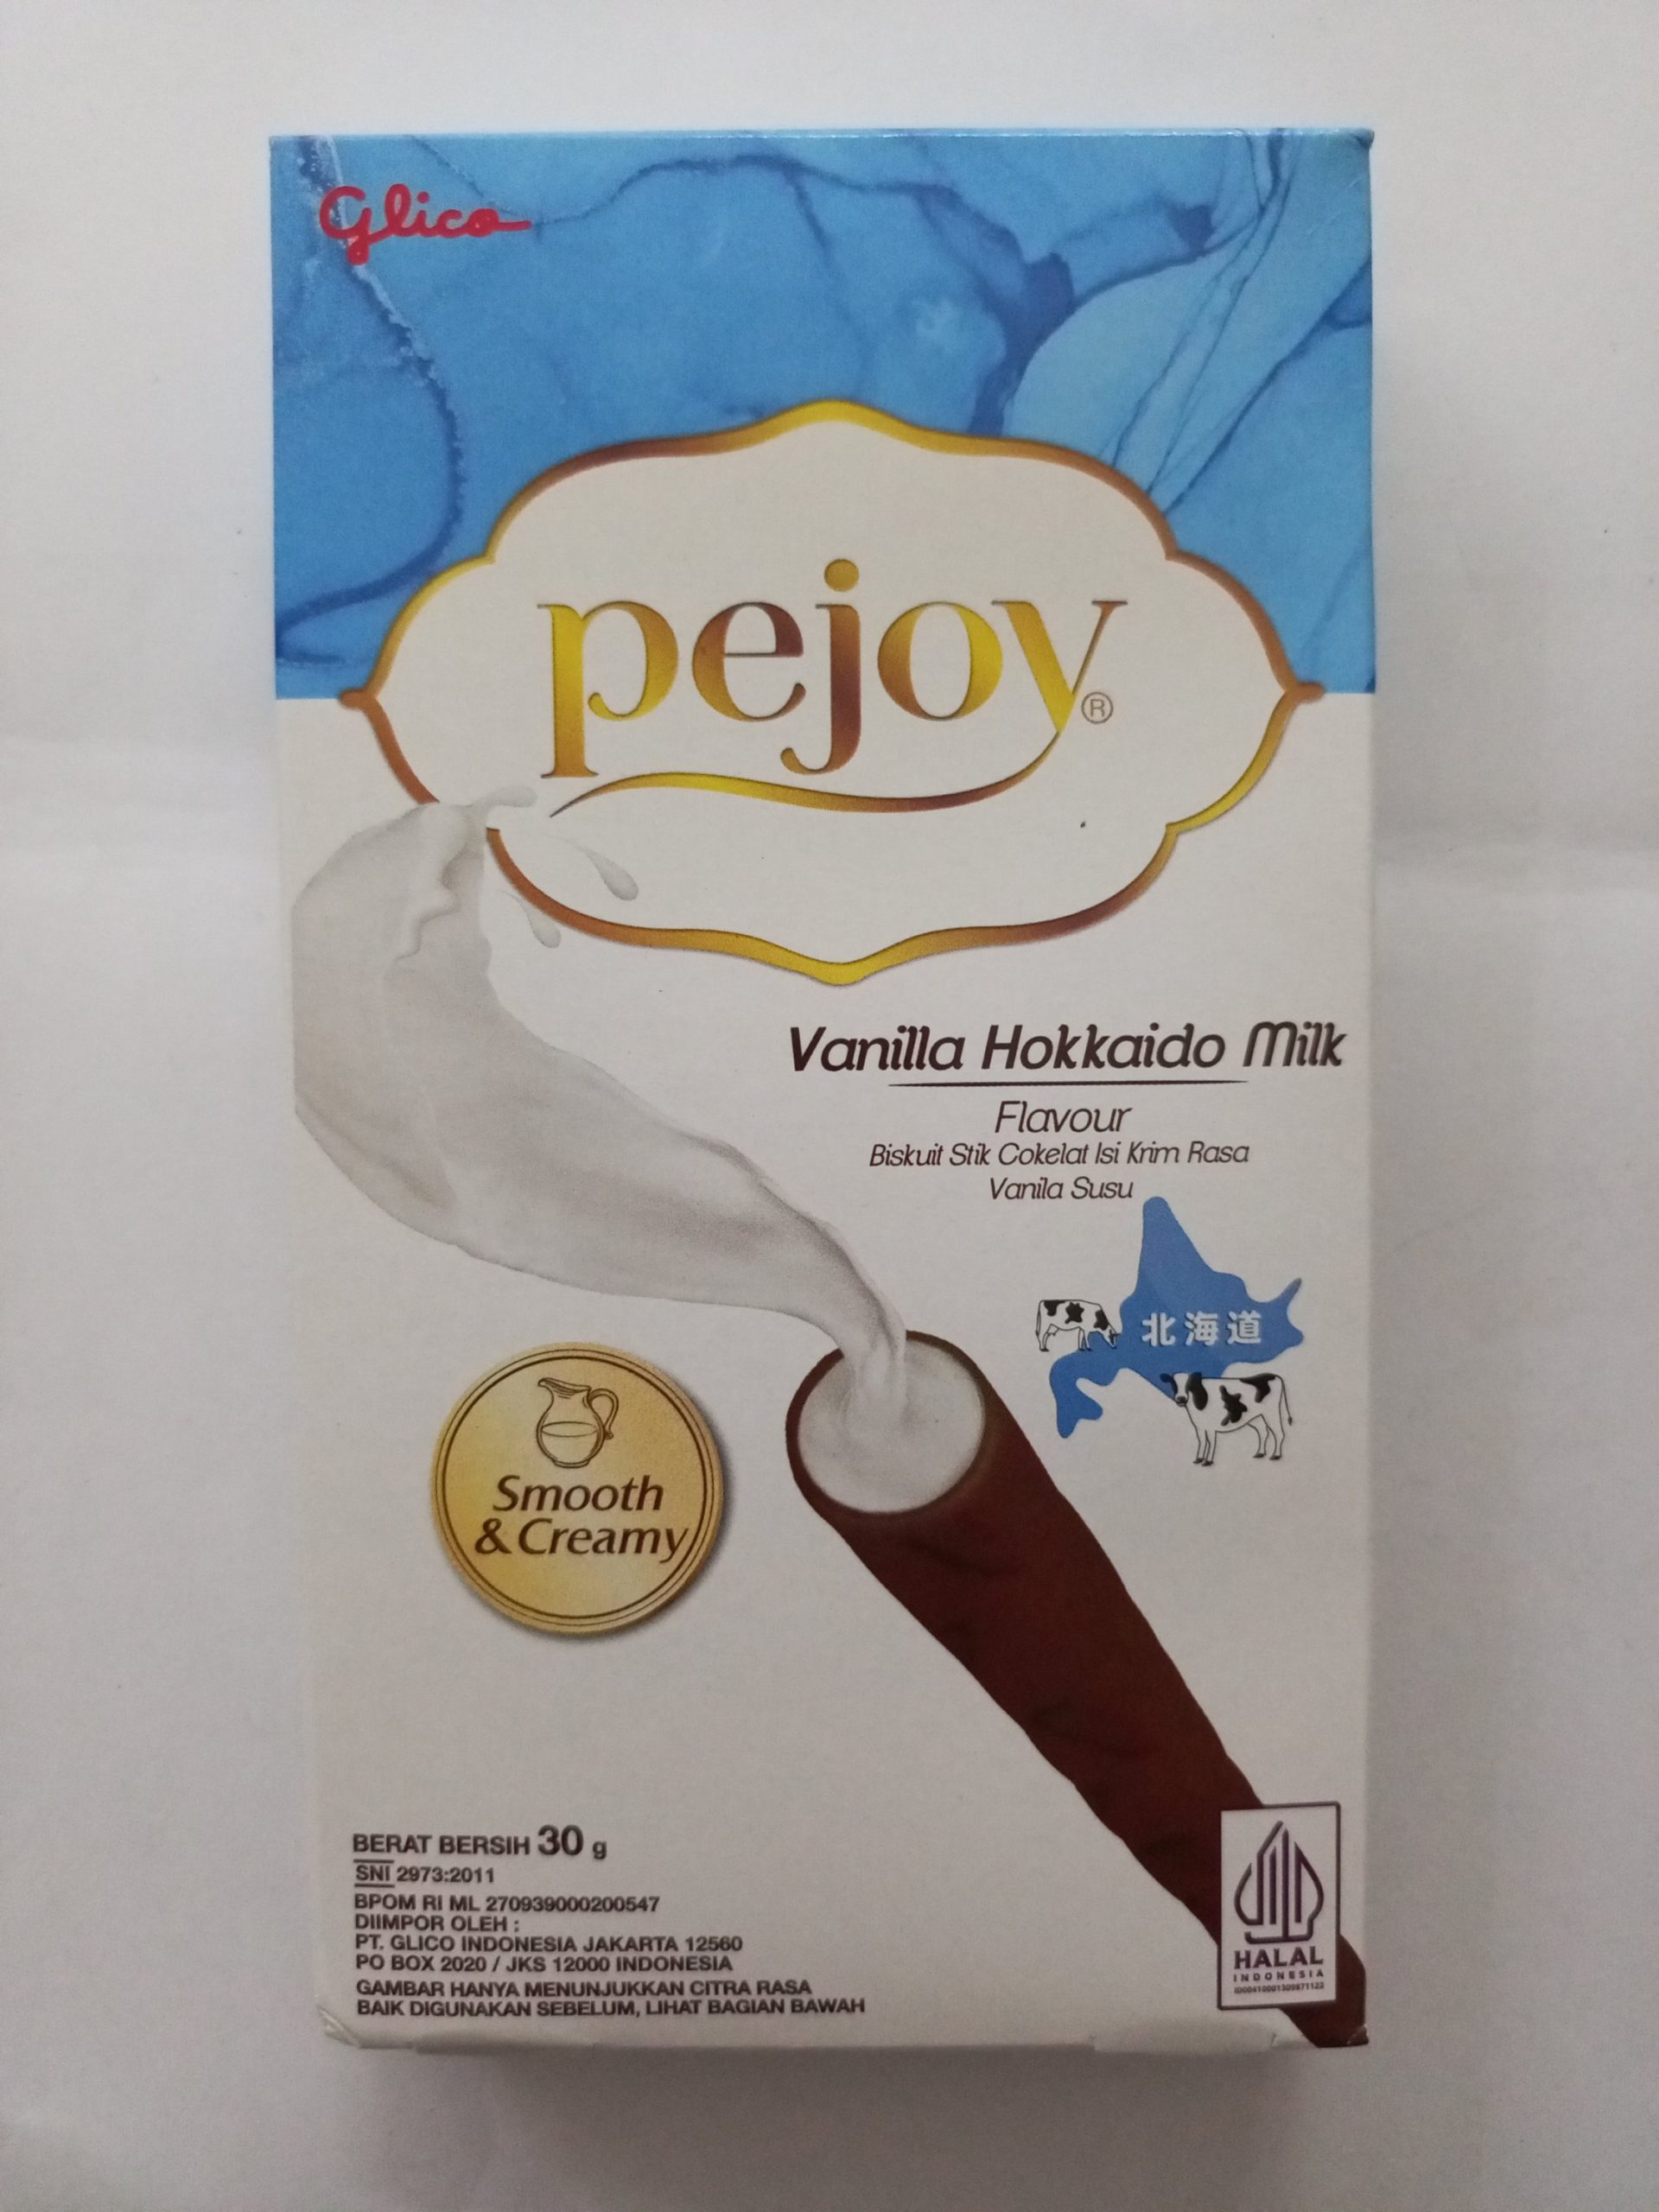 Glico
pejoy®
Vanilla Hokkaido Milk
Flavour
Biskuit Stik Cokelat Isi Krim Rasa
Vanila Susu
北海道
Smooth
& Creamy
BERAT BERSIH 30 g
SNI 2973:2011
BPOM RI ML 270939000200547
DIIMPOR OLEH :
PT. GLICO INDONESIA JAKARTA 12560
PO BOX 2020 / JKS 12000 INDONESIA
GAMBAR HANYA MENUNJUKKAN CITRA RASA
BAIK DIGUNAKAN SEBELUM, LIHAT BAGIAN BAWAH
HALAL
INDONESIA